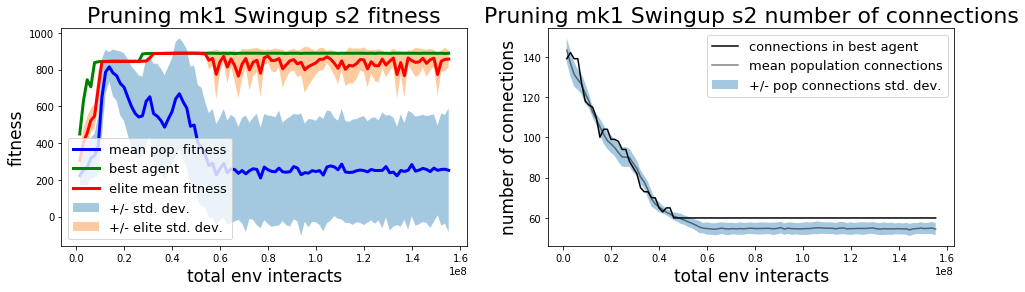 Pruning mk1 Swingup s2 fitness
1000
800
600
400
200
0
fitness
mean pop. fitness
best agent
elite mean fitness
+/- std. dev.
+/- elite std. dev.
0.0 0.2 0.4 0.6 0.8 1.0 1.2 1.4 1.6
1e8
total env interacts
Pruning mk1 Swingup s2 number of connections
140
120
100
80
60
number of connections
connections in best agent
mean population connections
+/- pop connections std. dev.
0.0 0.2 0.4 0.6 0.8 1.0 1.2 1.4 1.6
1e8
total env interacts